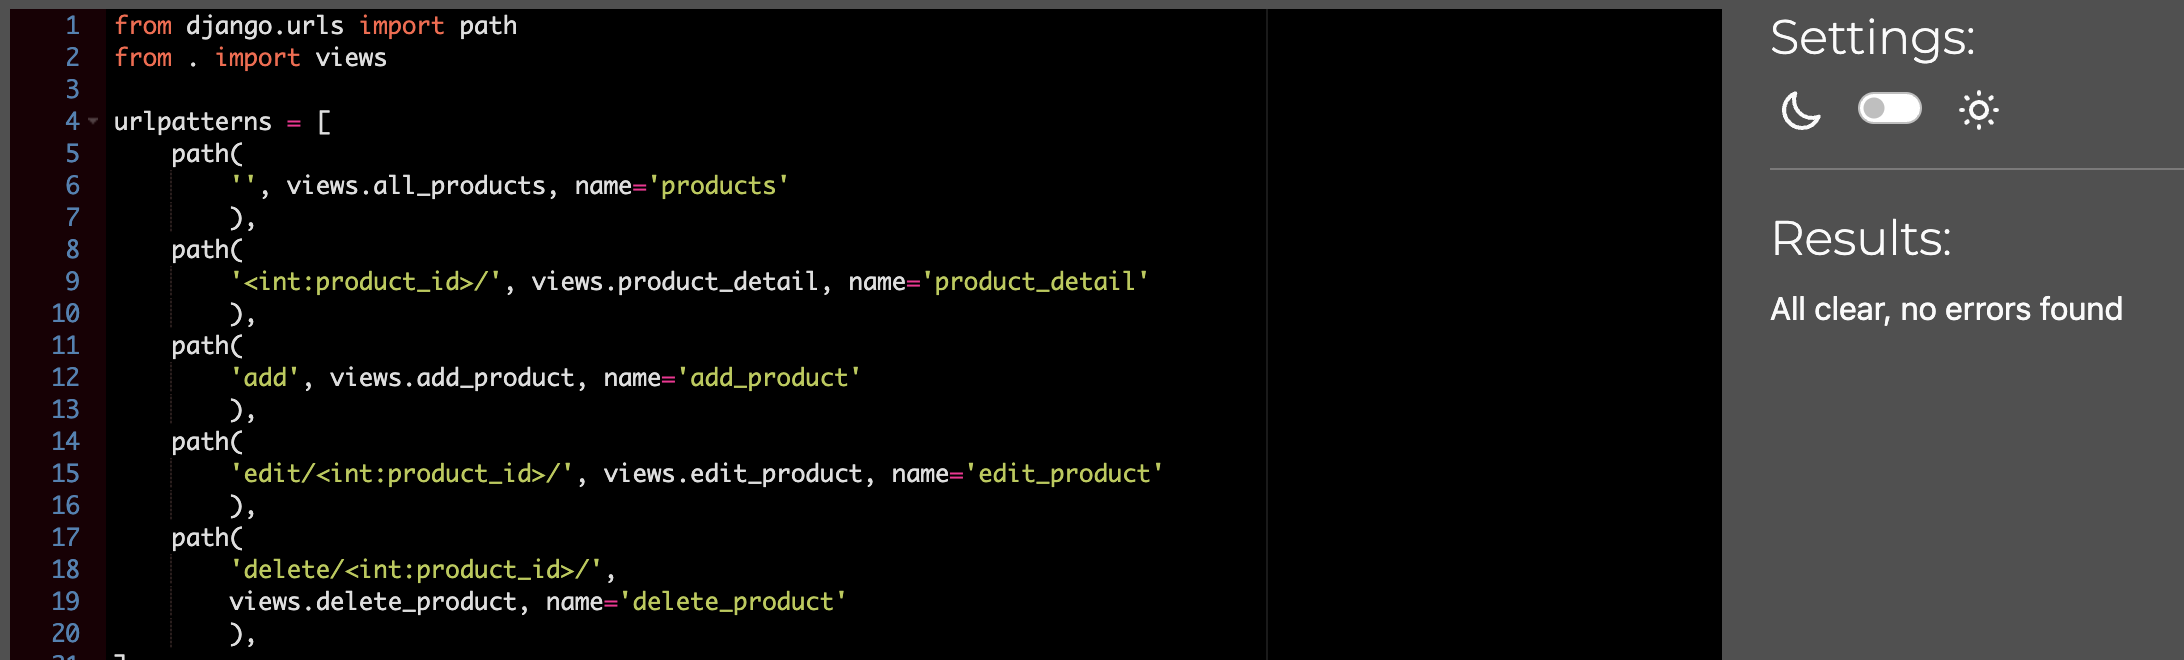 1 from django.urls import path
2 from . import views
3
4 urlpatterns = [
5     path(
6         '', views.all_products, name='products'
7         ),
8     path(
9         '<int:product_id>/', views.product_detail, name='product_detail'
10         ),
11     path(
12         'add', views.add_product, name='add_product'
13         ),
14     path(
15         'edit/<int:product_id>/', views.edit_product, name='edit_product'
16         ),
17     path(
18         'delete/<int:product_id>/',
19         views.delete_product, name='delete_product'
20         ),
21 ]
Settings:
Results:
All clear, no errors found